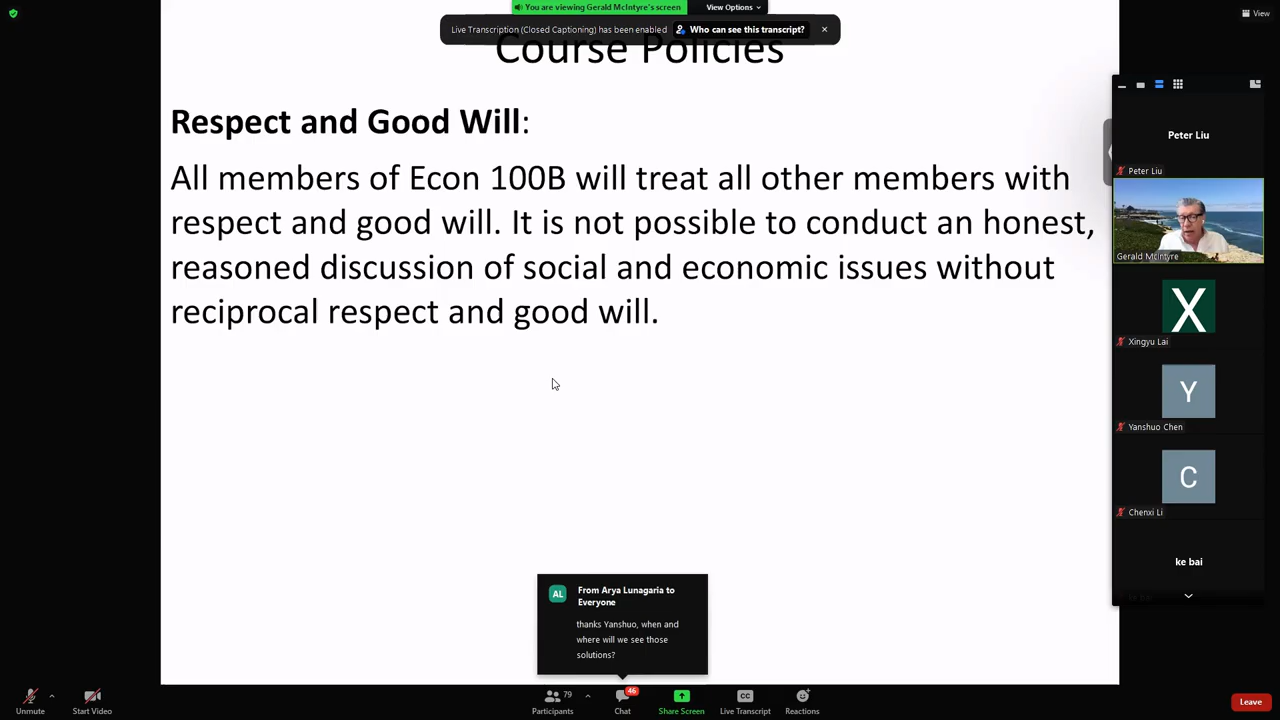 You are viewing Gerald McIntyre's screen
View Options
View
Live Transcription (Closed Captioning) has been enabled
Who can see this transcript?
Course Policies
Respect and Good Will:
All members of Econ 100B will treat all other members with
respect and good will. It is not possible to conduct an honest,
reasoned discussion of social and economic issues without
reciprocal respect and good will.
Peter Liu
Peter Liu
Gerald McIntyre
X
Xingyu Lai
Y
Yanshuo Chen
C
Chenxi Li
ke bai
AL
From Arya Lunagaria to
Everyone
thanks Yanshuo, when and
where will we see those
solutions?
Unmute
Start Video
79
Participants
46
Chat
Share Screen
CC
Live Transcript
Reactions
Leave